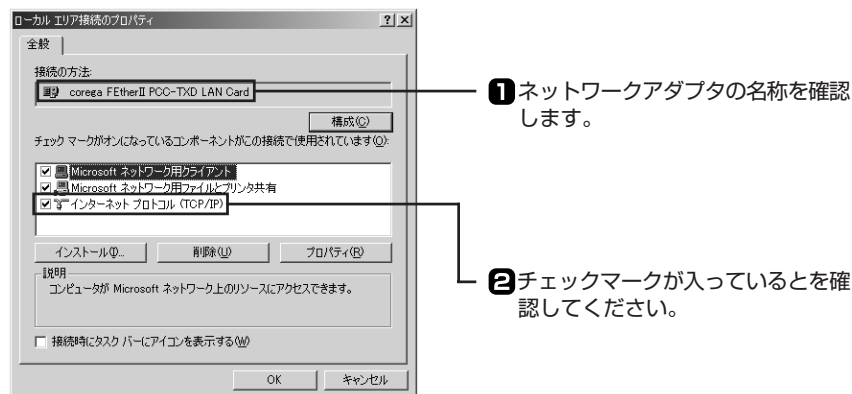 ローカル エリア接続のプロパティ
全般
接続の方法:
corega FEtherⅡ PCC-TXD LAN Card
構成(C)
チェック マークがオンになっているコンポーネントがこの接続で使用されています(O):
Microsoft ネットワーク用クライアント
Microsoft ネットワーク用ファイルとプリンタ共有
インターネット プロトコル (TCP/IP)
インストール(I)...
削除(U)
プロパティ(R)
説明
コンピュータが Microsoft ネットワーク上のリソースにアクセスできます。
接続時にタスク バーにアイコンを表示する(W)
OK
キャンセル
1 ネットワークアダプタの名称を確認
します。
2 チェックマークが入っているとを確
認してください。